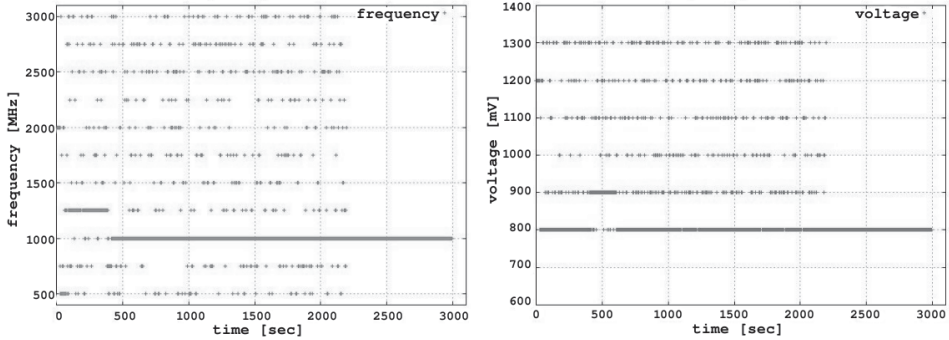 frequency
3000
2500
2000
1500
1000
500
frequency [MHz]
0 500 1000 1500 2000 2500 3000
time [sec]
voltage
1400
1300
1200
1100
1000
900
800
700
600
voltage [mV]
0 500 1000 1500 2000 2500 3000
time [sec]